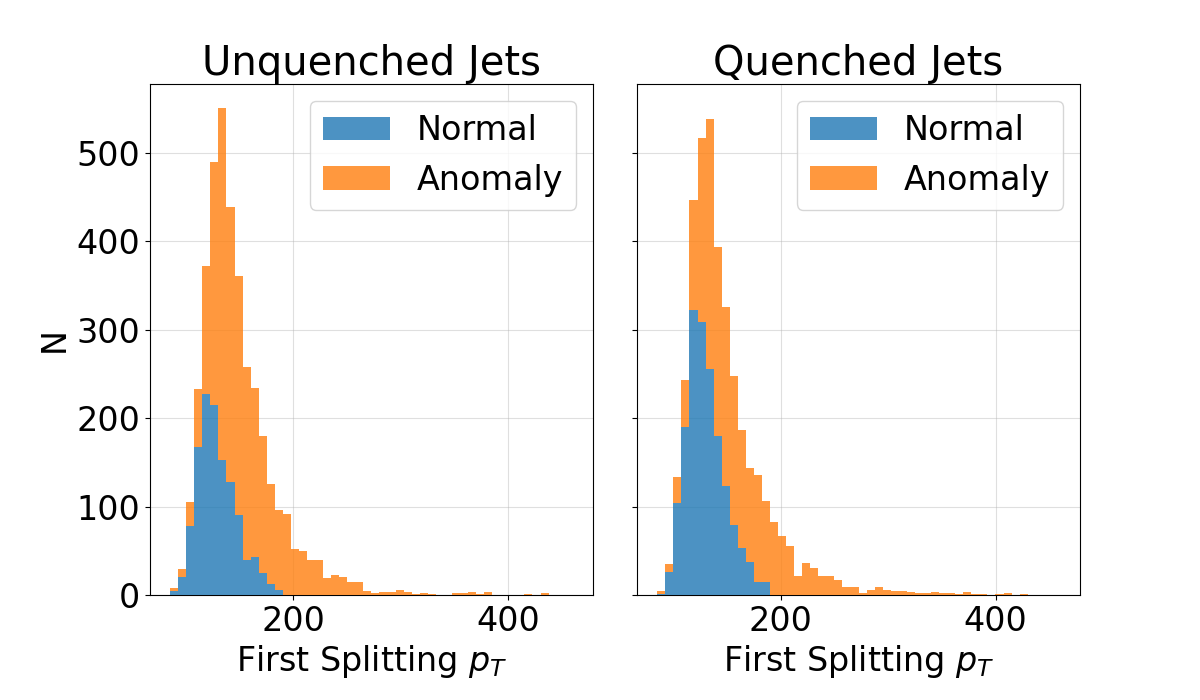 Unquenched Jets
Normal
Anomaly
500
400
300
200
100
0
N
200
400
First Splitting p_T
Quenched Jets
Normal
Anomaly
200
400
First Splitting p_T